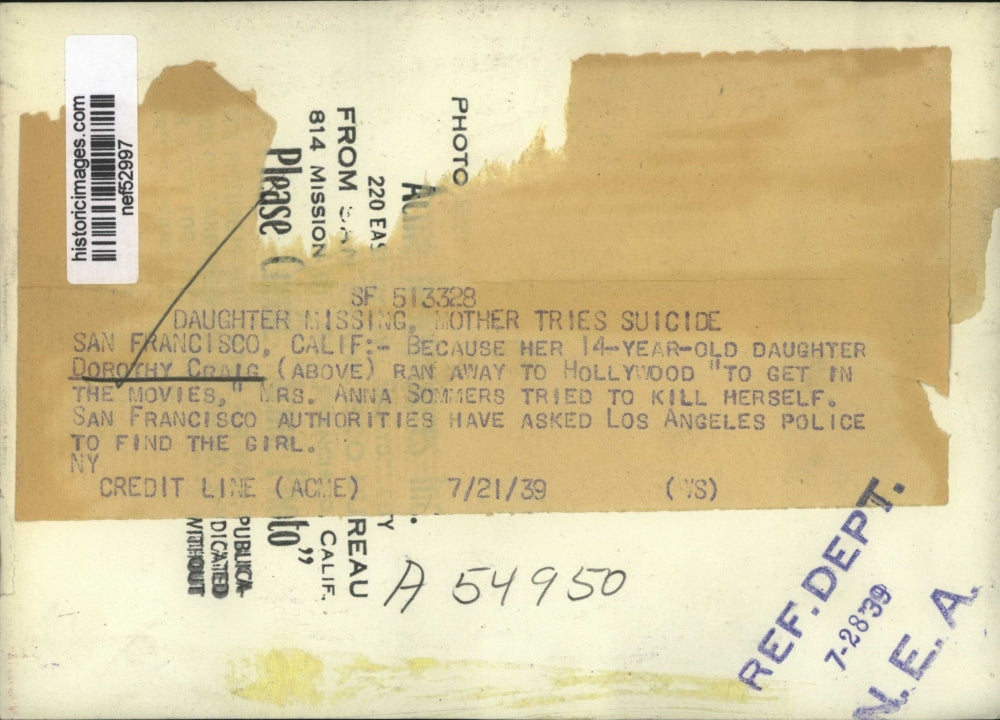 historicimages.com
nef52997
PHOTO
220 EAS
FROM
814 MISSION
CALIF.
REAU
Please
to"
PUBLICA-
DICATED
WITHOUT
SF 513328
DAUGHTER MISSING, MOTHER TRIES SUICIDE
SAN FRANCISCO, CALIF:- BECAUSE HER 14-YEAR-OLD DAUGHTER
DOROTHY CRAIG (ABOVE) RAN AWAY TO HOLLYWOOD "TO GET IN
THE MOVIES," MRS. ANNA SOMMERS TRIED TO KILL HERSELF.
SAN FRANCISCO AUTHORITIES HAVE ASKED LOS ANGELES POLICE
TO FIND THE GIRL.
NY
CREDIT LINE (ACME) 7/21/39 (WS)
A 54950
REF. DEPT.
7-28'39
N.E.A.